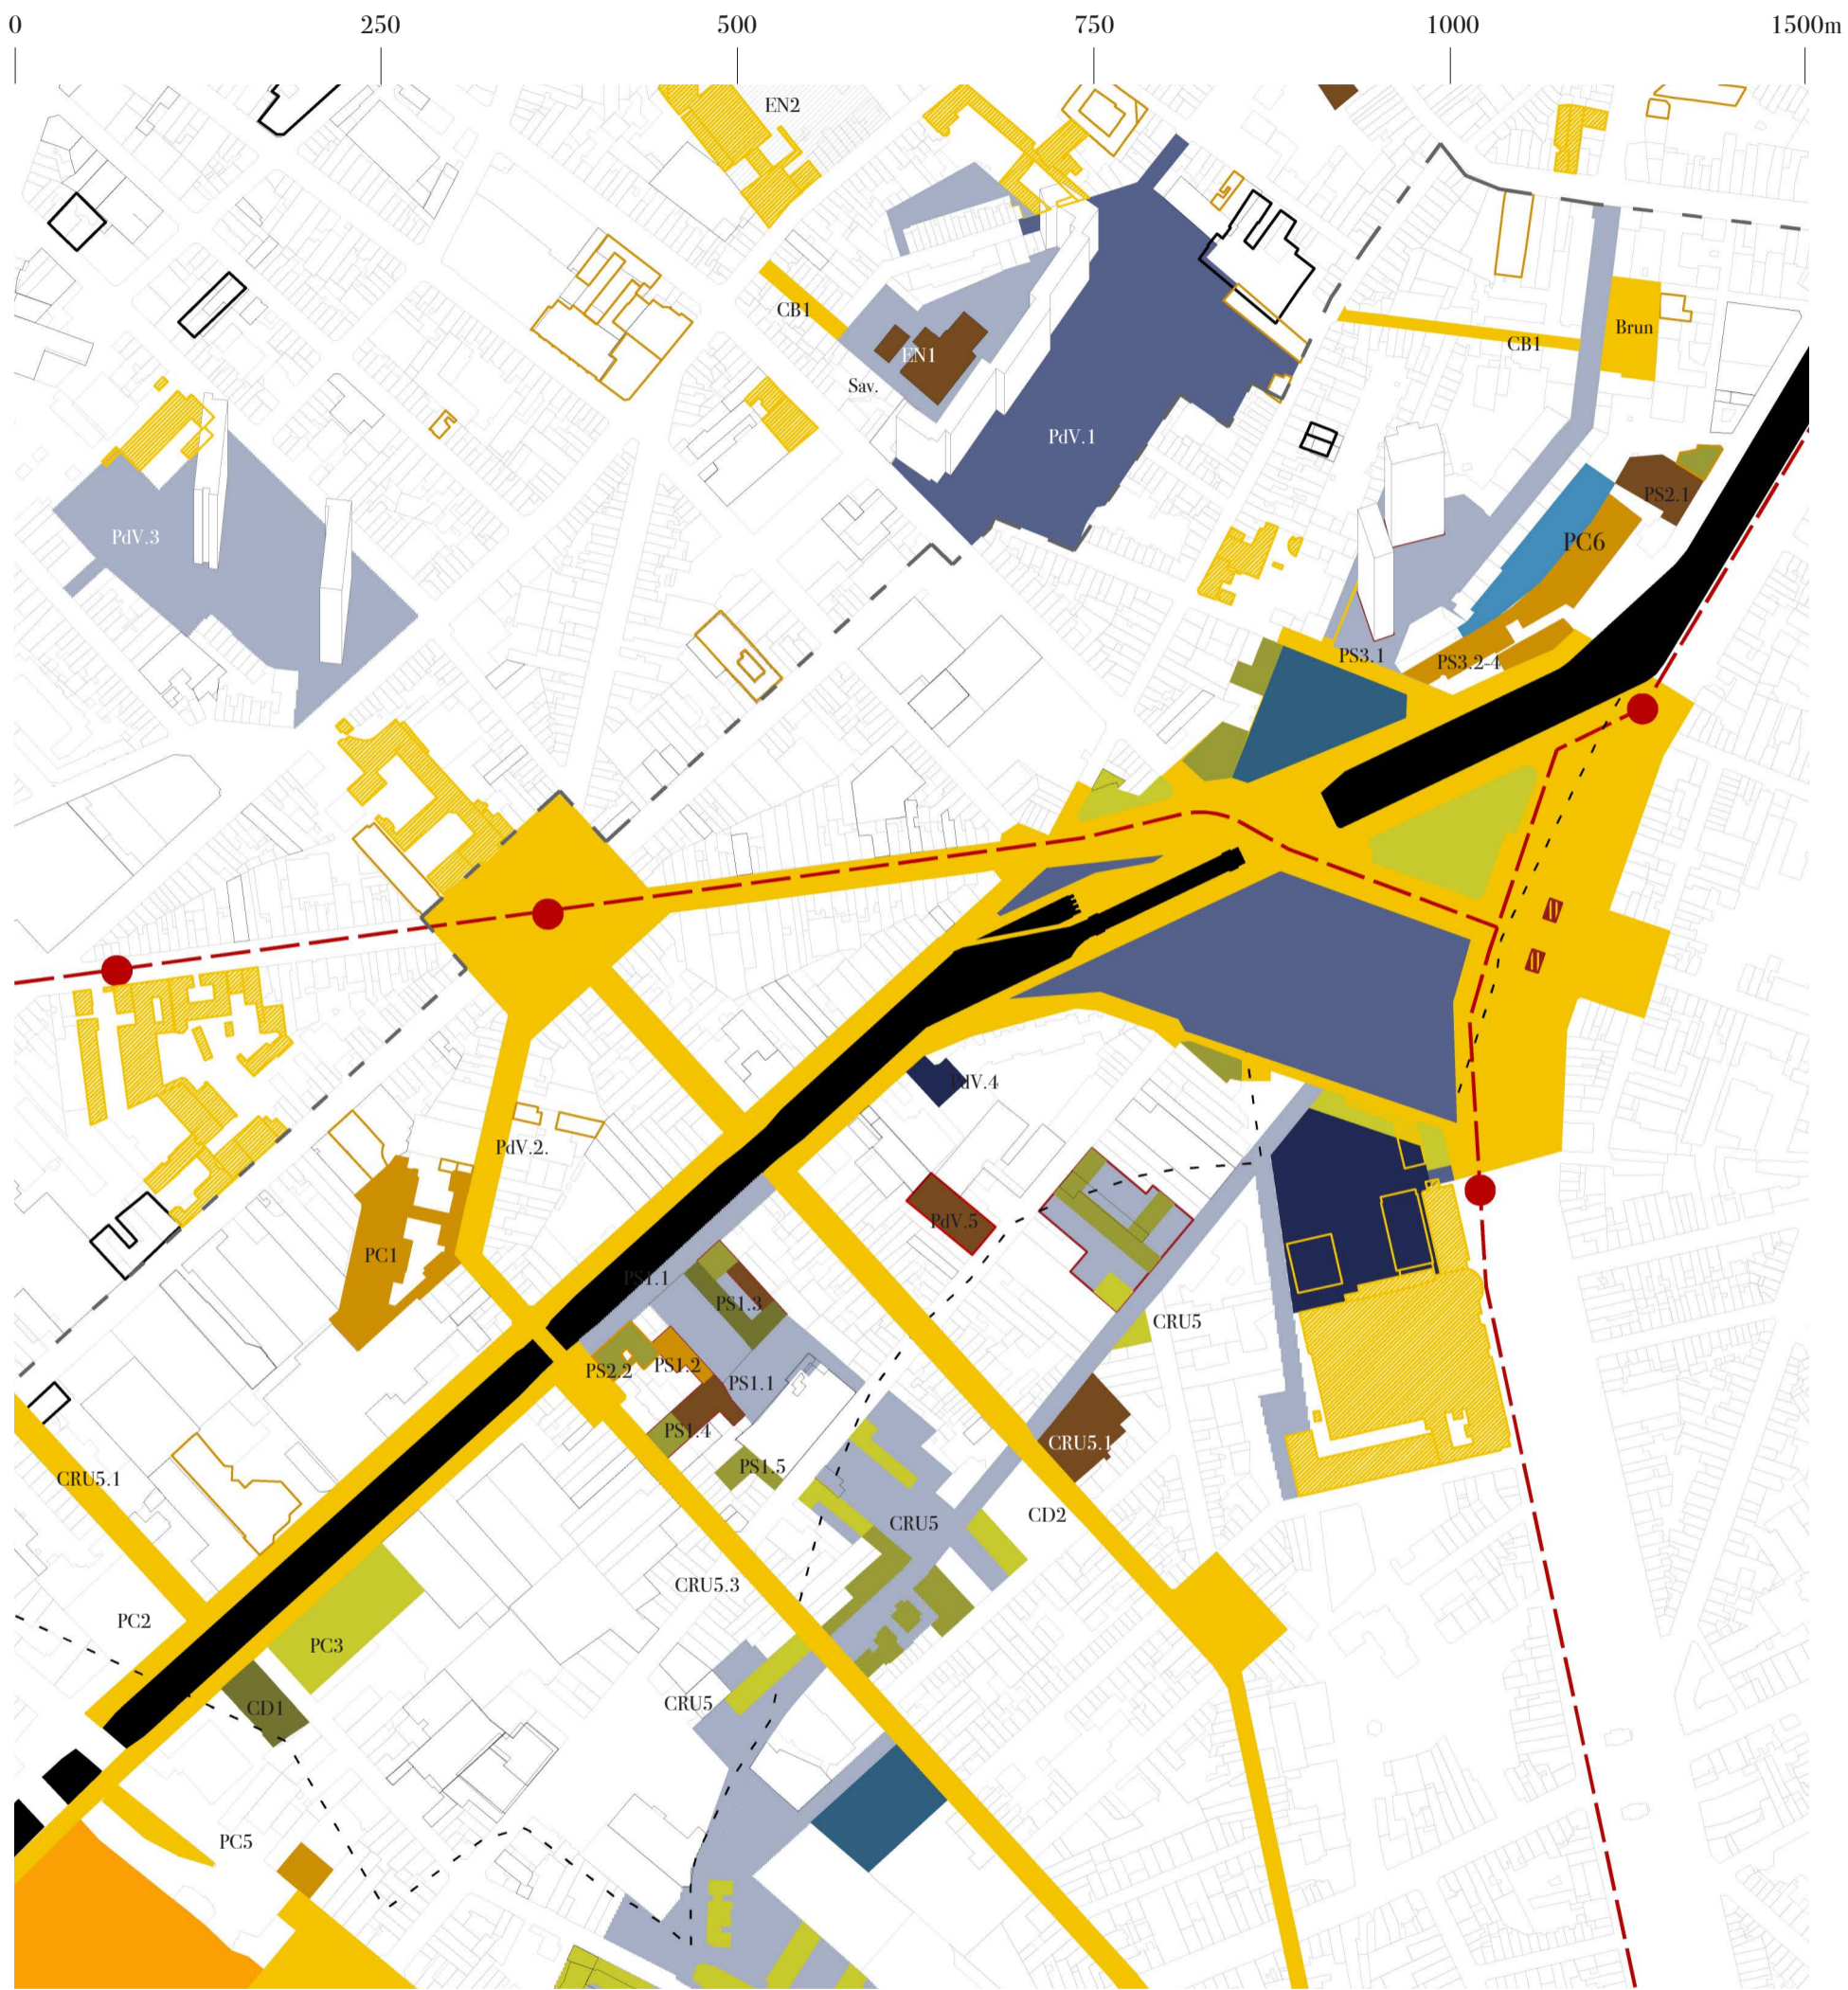 0 250 500 750 1000 1500m
EN2
CB1
CB1
Brun
EN1
Sav.
PdV.1
PS2.1
PdV.3
PC6
PS3.1
PS3.2-4
PdV.4
PdV.2.
PdV.5
PC1
PS1.1
PS1.3
CRU5
PS2.2
PS1.2
PS1.1
PS1.4
CRU5.1
PS1.5
CRU5.1
CRU5
CD2
CRU5.3
PC2
PC3
CRU5
CD1
PC5